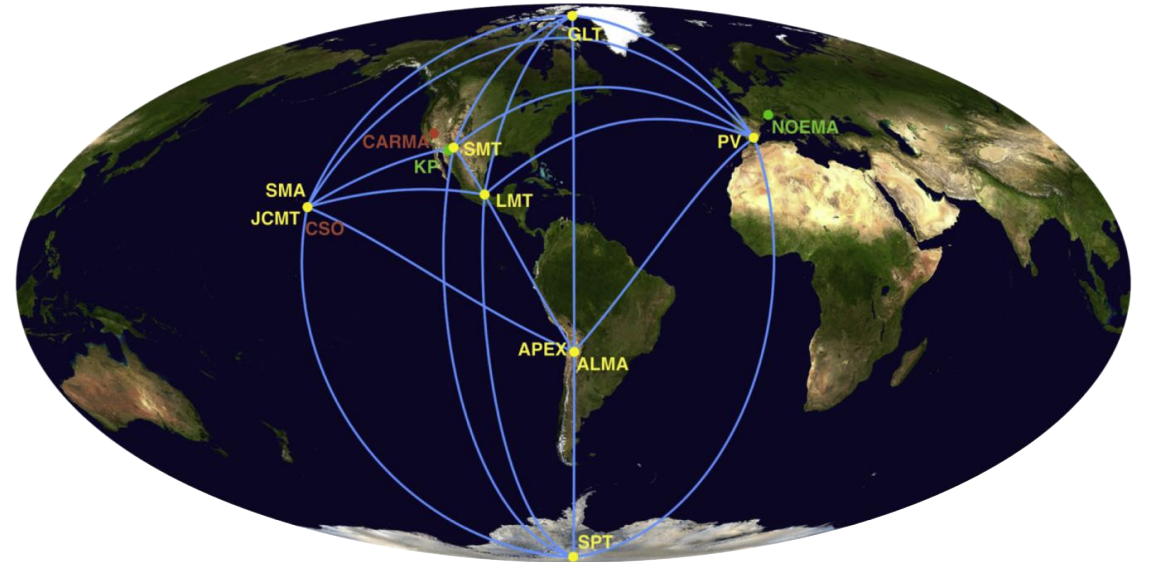 GLT
CARMA
SMT
KP
PV
NOEMA
SMA
JCMT
CSO
LMT
APEX
ALMA
SPT